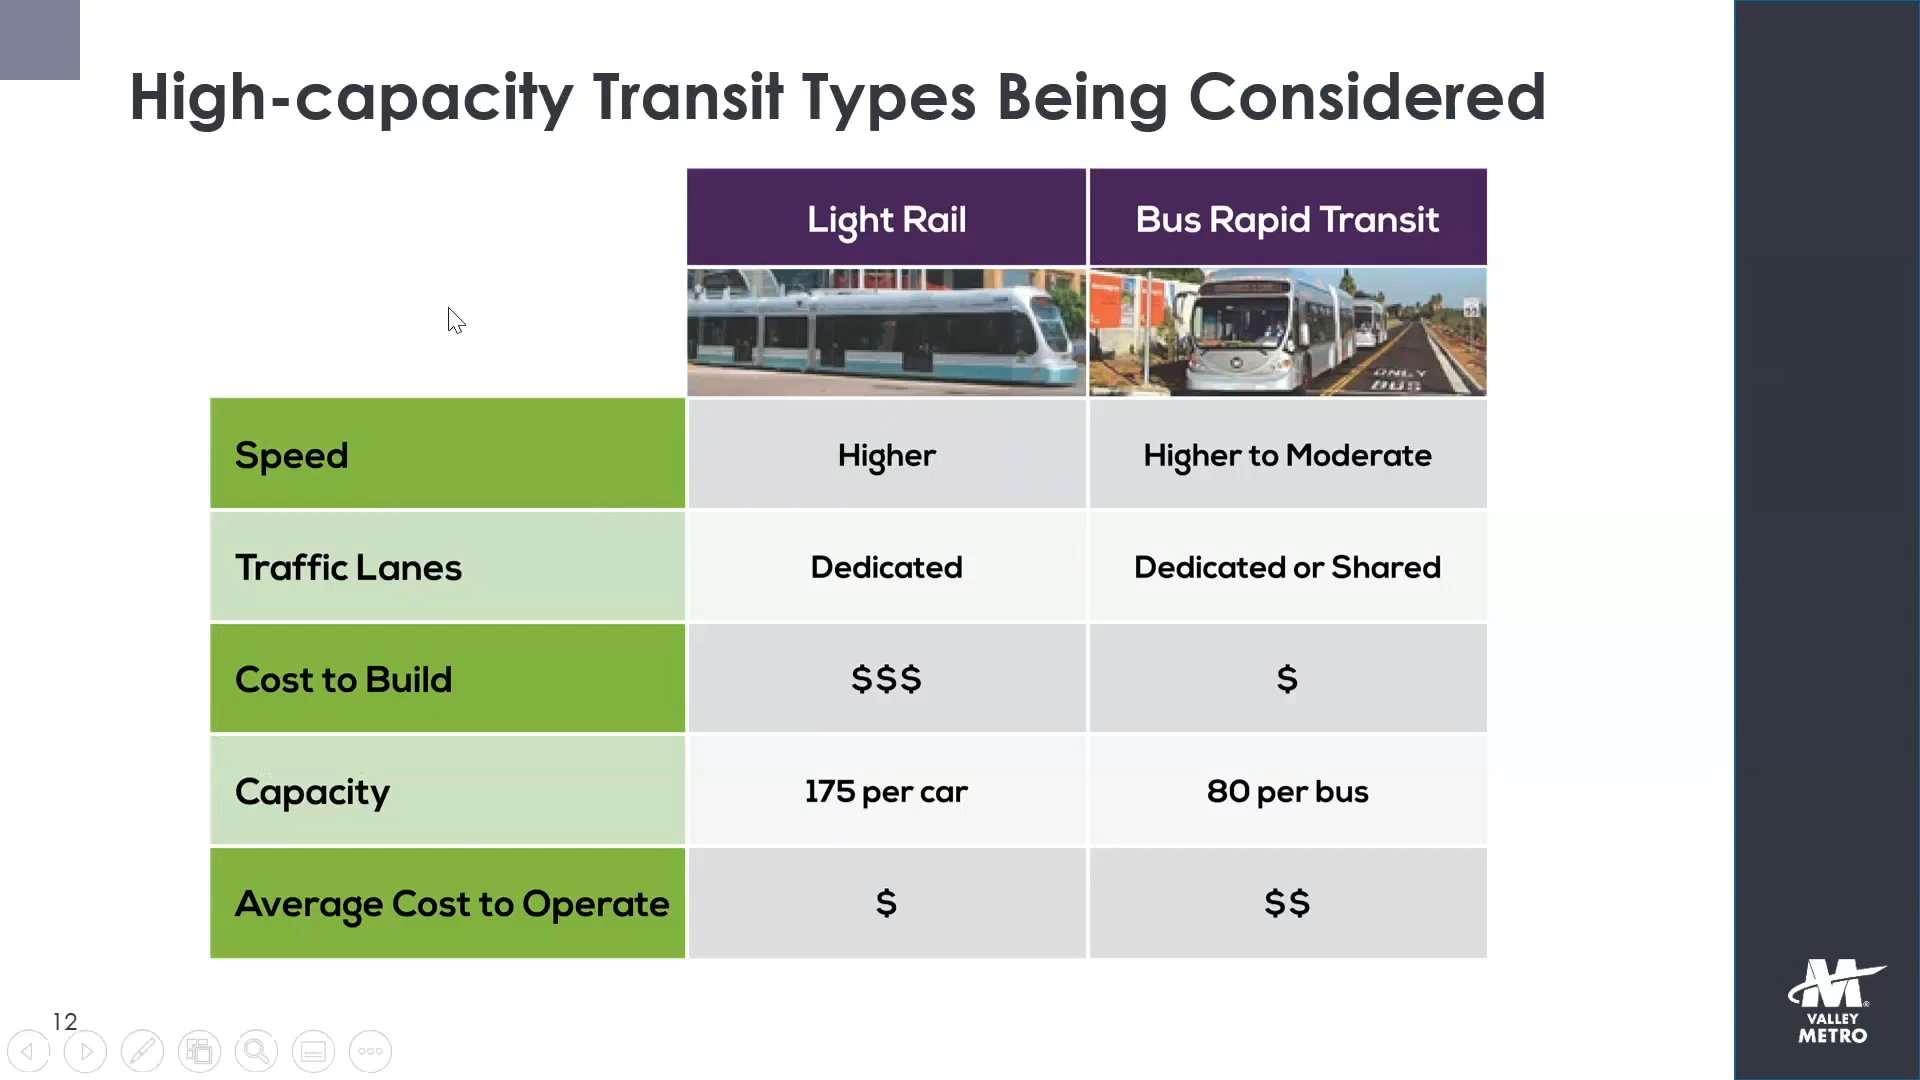 High-capacity Transit Types Being Considered
Light Rail
Bus Rapid Transit
ONLY
BUS
Speed
Higher
Higher to Moderate
Traffic Lanes
Dedicated
Dedicated or Shared
Cost to Build
$$$
$
Capacity
175 per car
80 per bus
Average Cost to Operate
$
$$
12
M®
VALLEY
METRO